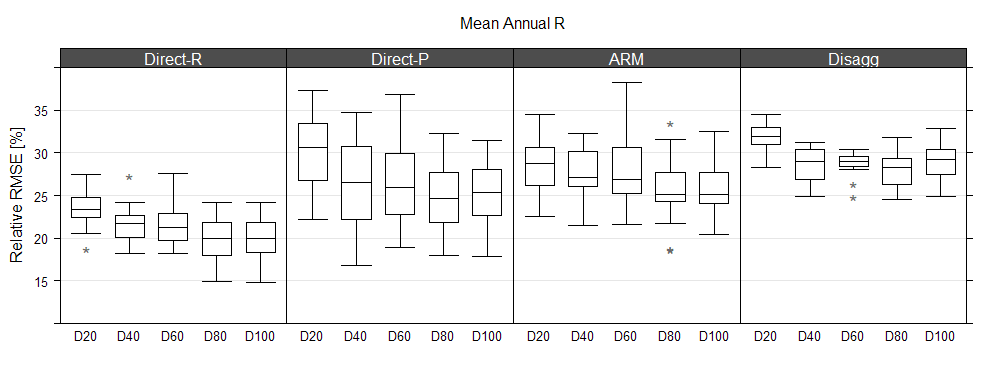 Mean Annual R
Direct-R Direct-P ARM Disagg
Relative RMSE [%]
35
30
25
20
15
D20 D40 D60 D80 D100 D20 D40 D60 D80 D100 D20 D40 D60 D80 D100 D20 D40 D60 D80 D100